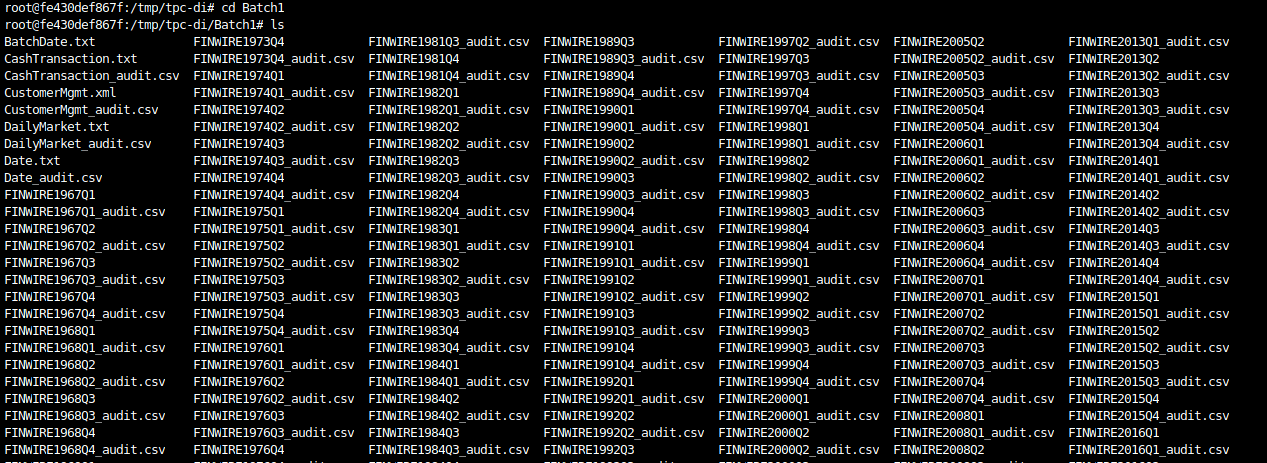 root@fe430def867f:/tmp/tpc-di# cd Batch1
root@fe430def867f:/tmp/tpc-di/Batch1# ls
BatchDate.txt FINWIRE1973Q4 FINWIRE1981Q3_audit.csv FINWIRE1989Q3 FINWIRE1997Q2_audit.csv FINWIRE2005Q2 FINWIRE2013Q1_audit.csv
CashTransaction.txt FINWIRE1973Q4_audit.csv FINWIRE1981Q4 FINWIRE1989Q3_audit.csv FINWIRE1997Q3 FINWIRE2005Q2_audit.csv FINWIRE2013Q2
CashTransaction_audit.csv FINWIRE1974Q1 FINWIRE1981Q4_audit.csv FINWIRE1989Q4 FINWIRE1997Q3_audit.csv FINWIRE2005Q3 FINWIRE2013Q2_audit.csv
CustomerMgmt.xml FINWIRE1974Q1_audit.csv FINWIRE1982Q1 FINWIRE1989Q4_audit.csv FINWIRE1997Q4 FINWIRE2005Q3_audit.csv FINWIRE2013Q3
CustomerMgmt_audit.csv FINWIRE1974Q2 FINWIRE1982Q1_audit.csv FINWIRE1990Q1 FINWIRE1997Q4_audit.csv FINWIRE2005Q4 FINWIRE2013Q3_audit.csv
DailyMarket.txt FINWIRE1974Q2_audit.csv FINWIRE1982Q2 FINWIRE1990Q1_audit.csv FINWIRE1998Q1 FINWIRE2005Q4_audit.csv FINWIRE2013Q4
DailyMarket_audit.csv FINWIRE1974Q3 FINWIRE1982Q2_audit.csv FINWIRE1990Q2 FINWIRE1998Q1_audit.csv FINWIRE2006Q1 FINWIRE2013Q4_audit.csv
Date.txt FINWIRE1974Q3_audit.csv FINWIRE1982Q3 FINWIRE1990Q2_audit.csv FINWIRE1998Q2 FINWIRE2006Q1_audit.csv FINWIRE2014Q1
Date_audit.csv FINWIRE1974Q4 FINWIRE1982Q3_audit.csv FINWIRE1990Q3 FINWIRE1998Q2_audit.csv FINWIRE2006Q2 FINWIRE2014Q1_audit.csv
FINWIRE1967Q1 FINWIRE1974Q4_audit.csv FINWIRE1982Q4 FINWIRE1990Q3_audit.csv FINWIRE1998Q3 FINWIRE2006Q2_audit.csv FINWIRE2014Q2
FINWIRE1967Q1_audit.csv FINWIRE1975Q1 FINWIRE1982Q4_audit.csv FINWIRE1990Q4 FINWIRE1998Q3_audit.csv FINWIRE2006Q3 FINWIRE2014Q2_audit.csv
FINWIRE1967Q2 FINWIRE1975Q1_audit.csv FINWIRE1983Q1 FINWIRE1990Q4_audit.csv FINWIRE1998Q4 FINWIRE2006Q3_audit.csv FINWIRE2014Q3
FINWIRE1967Q2_audit.csv FINWIRE1975Q2 FINWIRE1983Q1_audit.csv FINWIRE1991Q1 FINWIRE1998Q4_audit.csv FINWIRE2006Q4 FINWIRE2014Q3_audit.csv
FINWIRE1967Q3 FINWIRE1975Q2_audit.csv FINWIRE1983Q2 FINWIRE1991Q1_audit.csv FINWIRE1999Q1 FINWIRE2006Q4_audit.csv FINWIRE2014Q4
FINWIRE1967Q3_audit.csv FINWIRE1975Q3 FINWIRE1983Q2_audit.csv FINWIRE1991Q2 FINWIRE1999Q1_audit.csv FINWIRE2007Q1 FINWIRE2014Q4_audit.csv
FINWIRE1967Q4 FINWIRE1975Q3_audit.csv FINWIRE1983Q3 FINWIRE1991Q2_audit.csv FINWIRE1999Q2 FINWIRE2007Q1_audit.csv FINWIRE2015Q1
FINWIRE1967Q4_audit.csv FINWIRE1975Q4 FINWIRE1983Q3_audit.csv FINWIRE1991Q3 FINWIRE1999Q2_audit.csv FINWIRE2007Q2 FINWIRE2015Q1_audit.csv
FINWIRE1968Q1 FINWIRE1975Q4_audit.csv FINWIRE1983Q4 FINWIRE1991Q3_audit.csv FINWIRE1999Q3 FINWIRE2007Q2_audit.csv FINWIRE2015Q2
FINWIRE1968Q1_audit.csv FINWIRE1976Q1 FINWIRE1983Q4_audit.csv FINWIRE1991Q4 FINWIRE1999Q3_audit.csv FINWIRE2007Q3 FINWIRE2015Q2_audit.csv
FINWIRE1968Q2 FINWIRE1976Q1_audit.csv FINWIRE1984Q1 FINWIRE1991Q4_audit.csv FINWIRE1999Q4 FINWIRE2007Q3_audit.csv FINWIRE2015Q3
FINWIRE1968Q2_audit.csv FINWIRE1976Q2 FINWIRE1984Q1_audit.csv FINWIRE1992Q1 FINWIRE1999Q4_audit.csv FINWIRE2007Q4 FINWIRE2015Q3_audit.csv
FINWIRE1968Q3 FINWIRE1976Q2_audit.csv FINWIRE1984Q2 FINWIRE1992Q1_audit.csv FINWIRE2000Q1 FINWIRE2007Q4_audit.csv FINWIRE2015Q4
FINWIRE1968Q3_audit.csv FINWIRE1976Q3 FINWIRE1984Q2_audit.csv FINWIRE1992Q2 FINWIRE2000Q1_audit.csv FINWIRE2008Q1 FINWIRE2015Q4_audit.csv
FINWIRE1968Q4 FINWIRE1976Q3_audit.csv FINWIRE1984Q3 FINWIRE1992Q2_audit.csv FINWIRE2000Q2 FINWIRE2008Q1_audit.csv FINWIRE2016Q1
FINWIRE1968Q4_audit.csv FINWIRE1976Q4 FINWIRE1984Q3_audit.csv FINWIRE1992Q3 FINWIRE2000Q2_audit.csv FINWIRE2008Q2 FINWIRE2016Q1_audit.csv